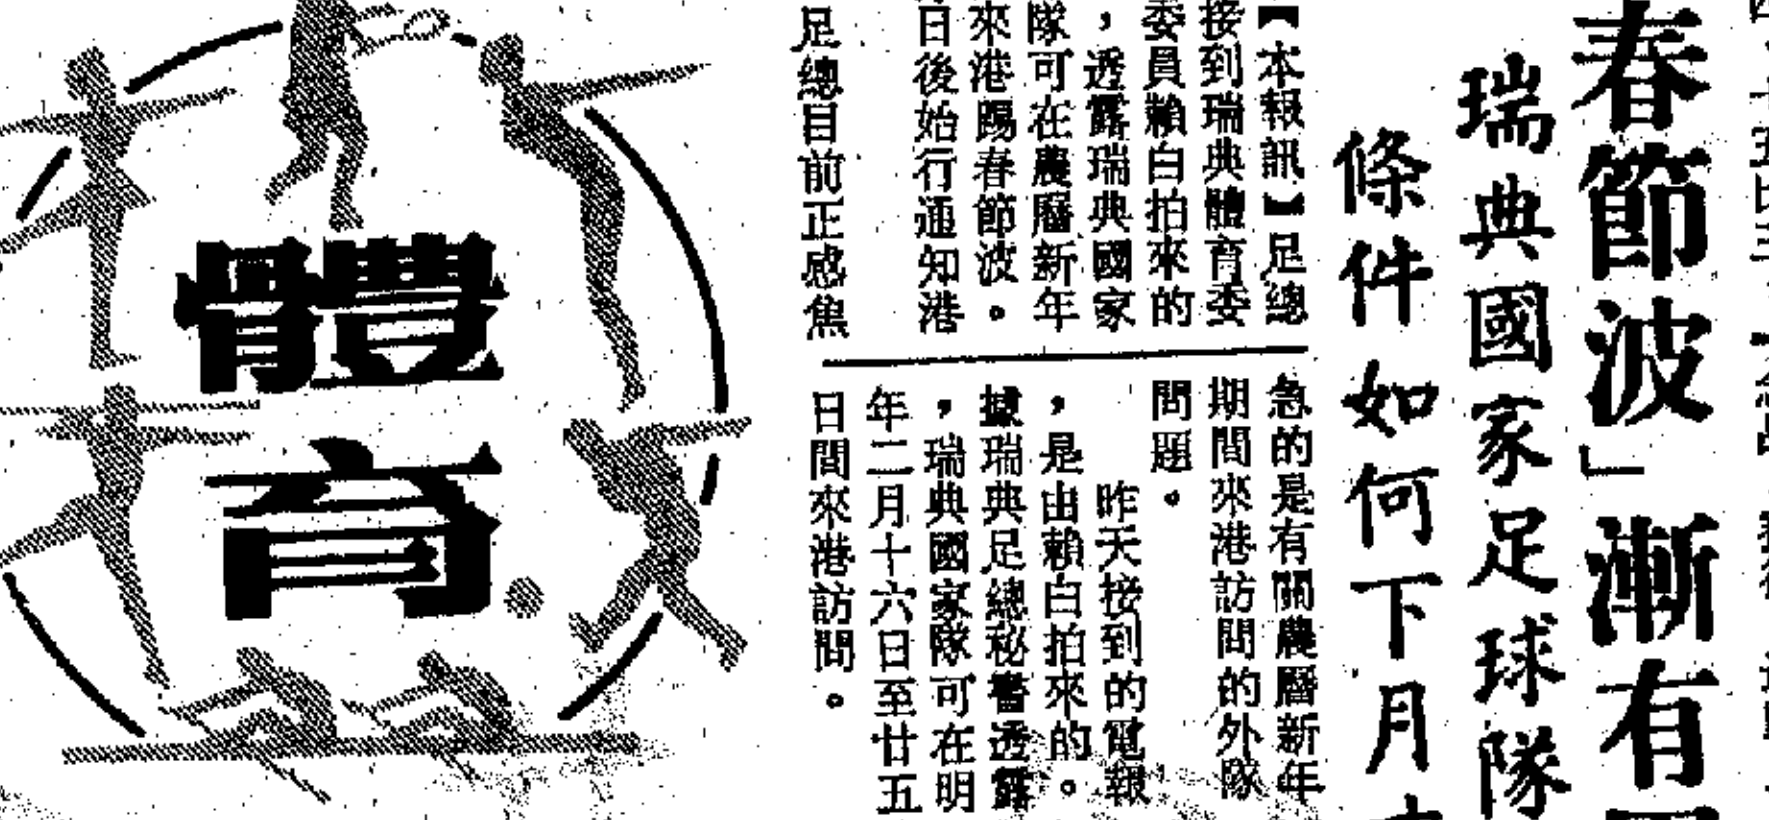 春節波」漸有
瑞典國家足球隊
條件如何下月
【本報訊】足總
接到瑞典體育委
委員賴白拍來的
，透露瑞典國家
隊可在農曆新年
來港踢春節波。
日後始行通知港
足總目前正感焦
急的是有關農曆新年
期間來港訪問的外隊
問題。
昨天接到的電報
，是由賴白拍來的。
據瑞典足總秘書透露
，瑞典國家隊可在明
年二月十六日至廿五
日間來港訪問。
體育